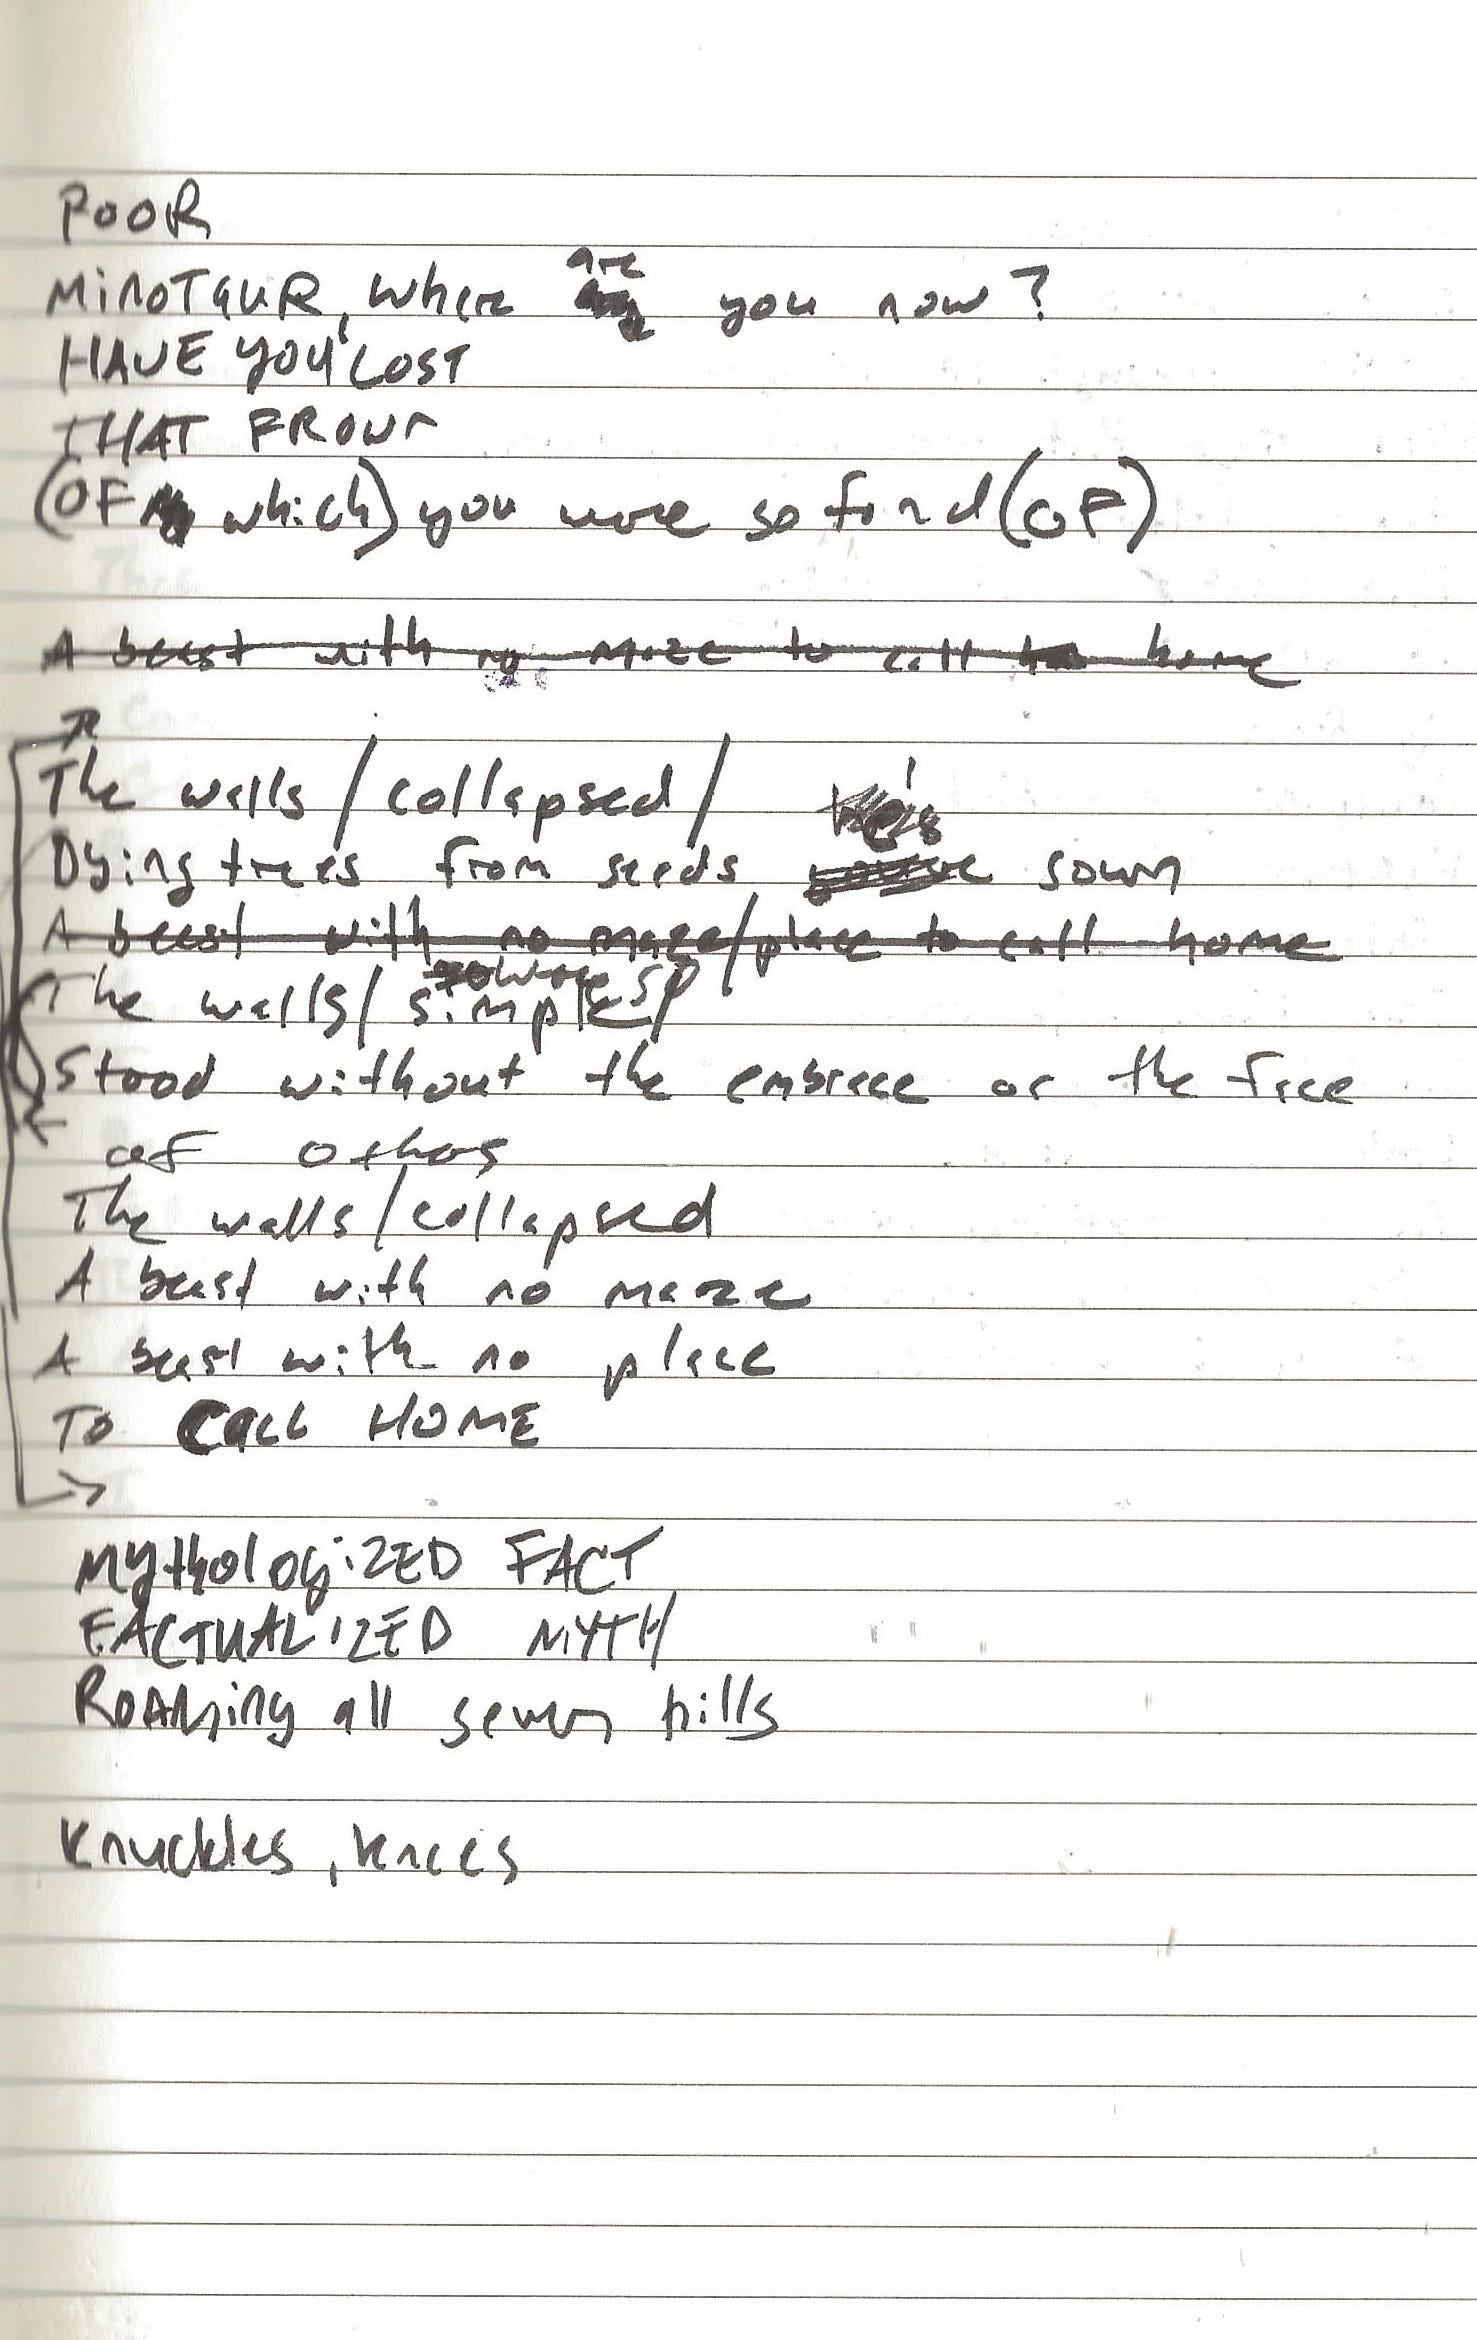 POOR
MINOTAUR, where are you now?
HAVE YOU LOST
THAT FROWN
(OF which) you were so fond (OF)
A beast with no maze to call home
The walls / collapsed /
Dying trees from seeds he's sown
A beast with no maze/place to call home
The walls / simple /
Stood without the embrace or the face
of others
The walls / collapsed
A beast with no maze
A beast with no place
TO CALL HOME
MYthologiZED FACT
FACTUALIZED MYTH
ROAMing all seven hills
Knuckles, knees